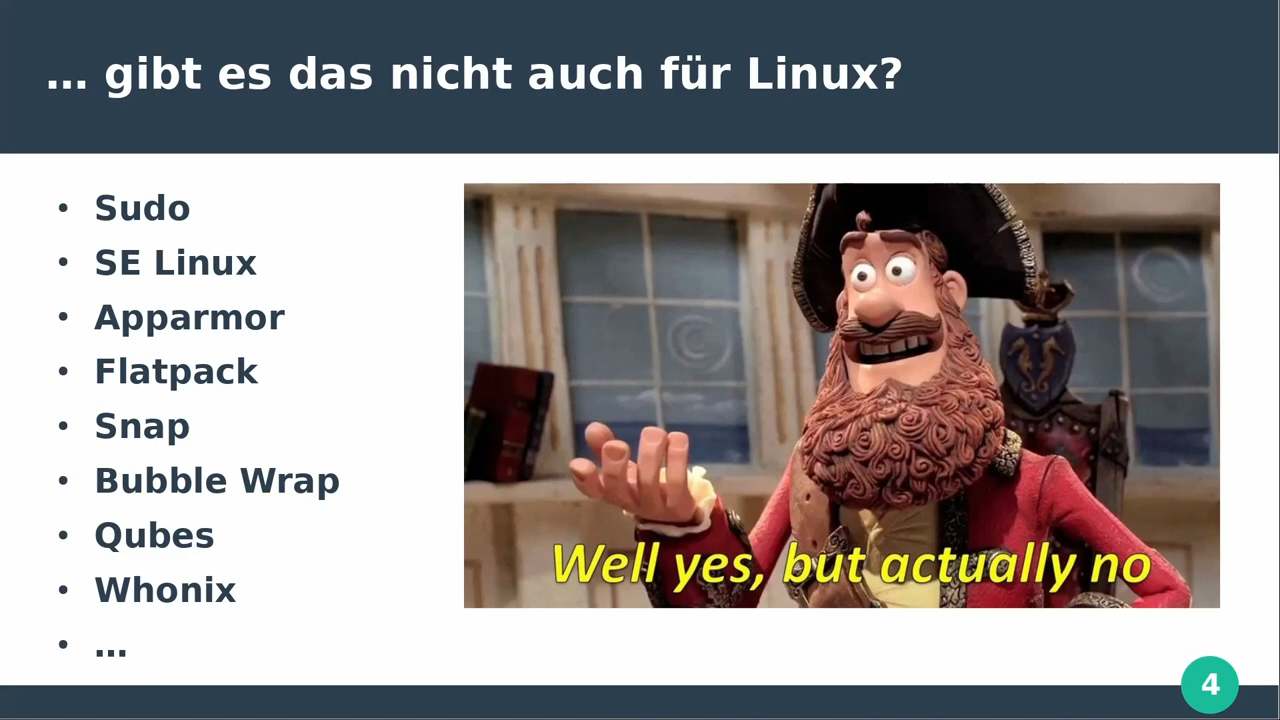 ... gibt es das nicht auch für Linux?
• Sudo
• SE Linux
• Apparmor
• Flatpack
• Snap
• Bubble Wrap
• Qubes
• Whonix
• ...
Well yes, but actually no
4